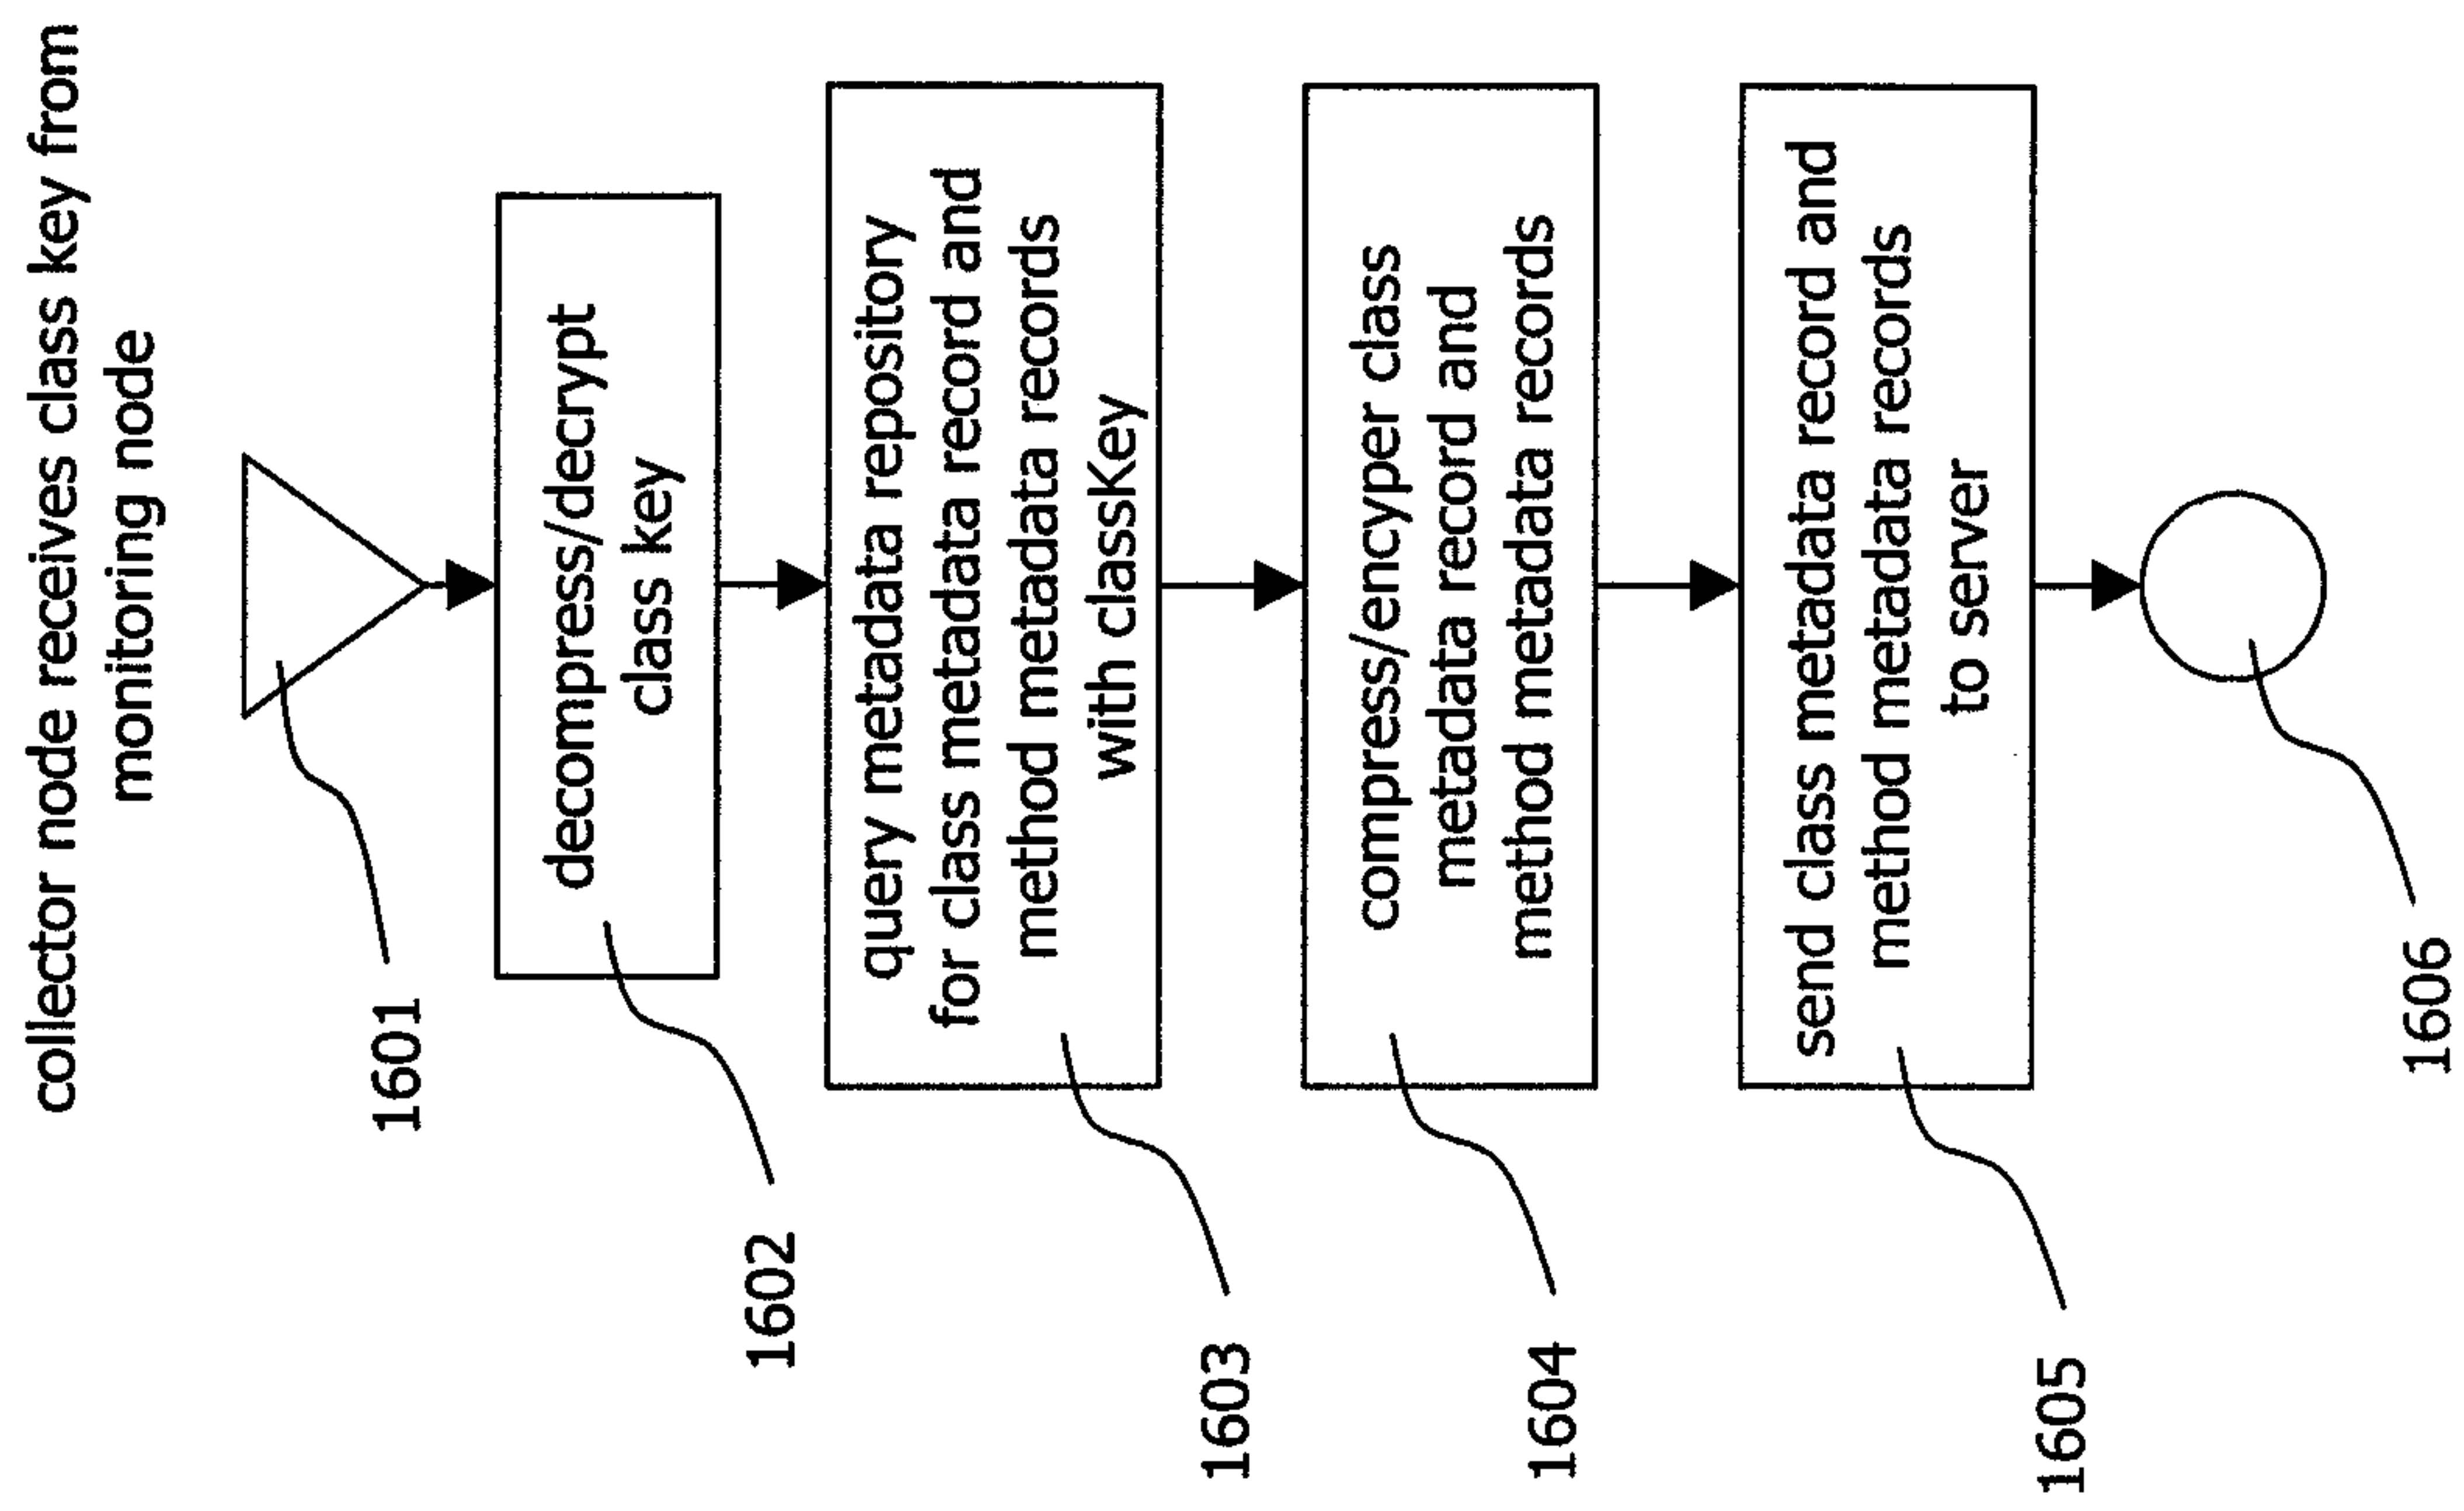 collector node receives class key from
monitoring node
1601
decompress/decrypt
class key
1602
query metadata repository
for class metadata record and
method metadata records
with classKey
1603
compress/encyper class
metadata record and
method metadata records
1604
send class metadata record and
method metadata records
to server
1605
1606